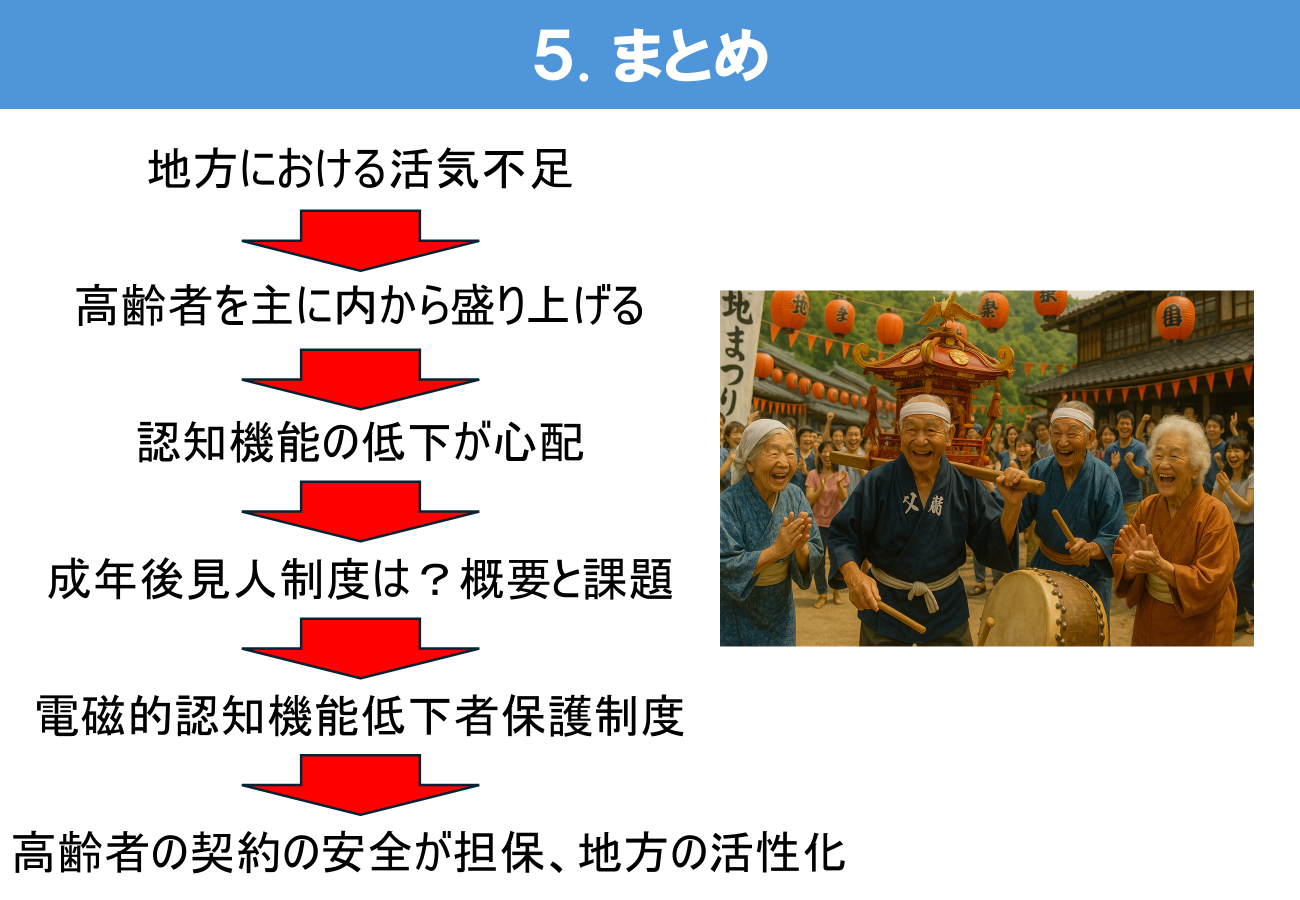 5. まとめ
地方における活気不足
高齢者を主に内から盛り上げる
認知機能の低下が心配
成年後見人制度は？概要と課題
電磁的認知機能低下者保護制度
高齢者の契約の安全が担保、地方の活性化
地まつり